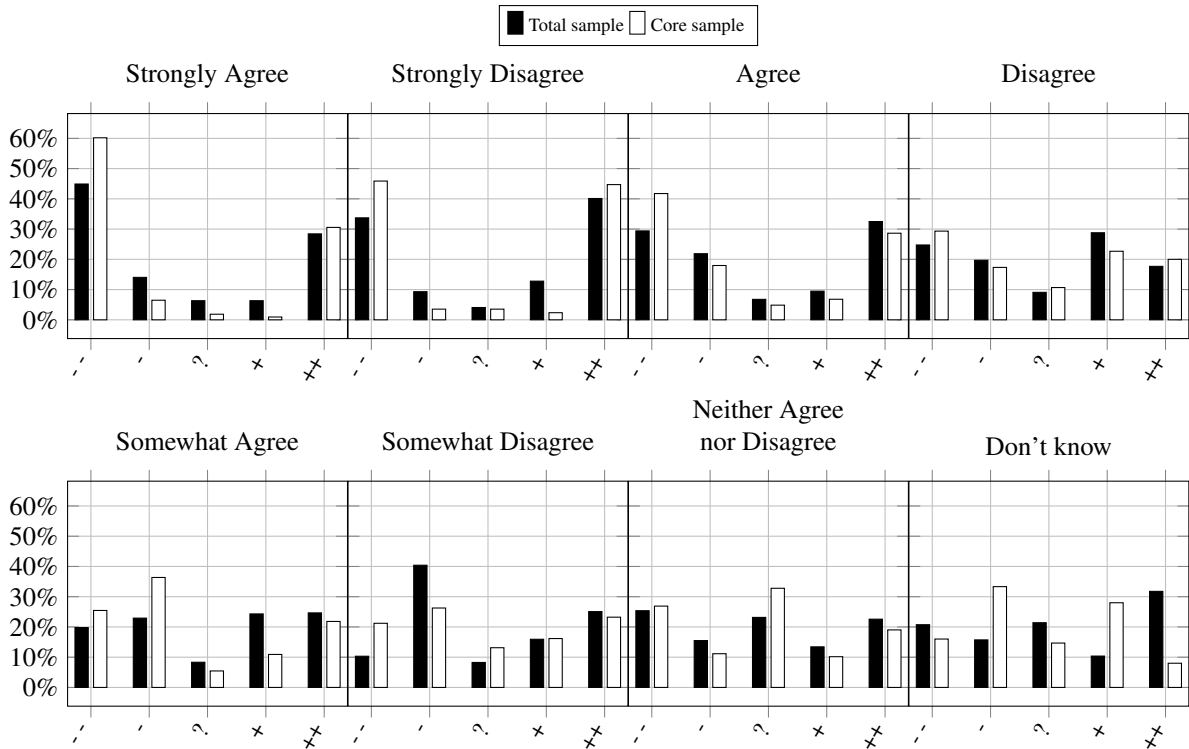 Total sample Core sample
Strongly Agree Strongly Disagree Agree Disagree
60%
50%
40%
30%
20%
10%
0%
- - - ? + ++ - - - ? + ++ - - - ? + ++ - - - ? + ++
Neither Agree
Somewhat Agree Somewhat Disagree nor Disagree Don't know
60%
50%
40%
30%
20%
10%
0%
- - - ? + ++ - - - ? + ++ - - - ? + ++ - - - ? + ++